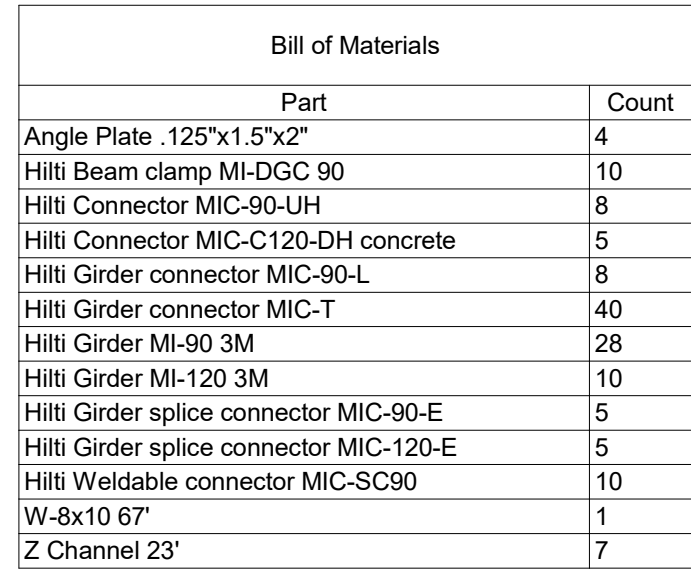 Bill of Materials
Part Count
Angle Plate .125"x1.5"x2" 4
Hilti Beam clamp MI-DGC 90 10
Hilti Connector MIC-90-UH 8
Hilti Connector MIC-C120-DH concrete 5
Hilti Girder connector MIC-90-L 8
Hilti Girder connector MIC-T 40
Hilti Girder MI-90 3M 28
Hilti Girder MI-120 3M 10
Hilti Girder splice connector MIC-90-E 5
Hilti Girder splice connector MIC-120-E 5
Hilti Weldable connector MIC-SC90 10
W-8x10 67' 1
Z Channel 23' 7